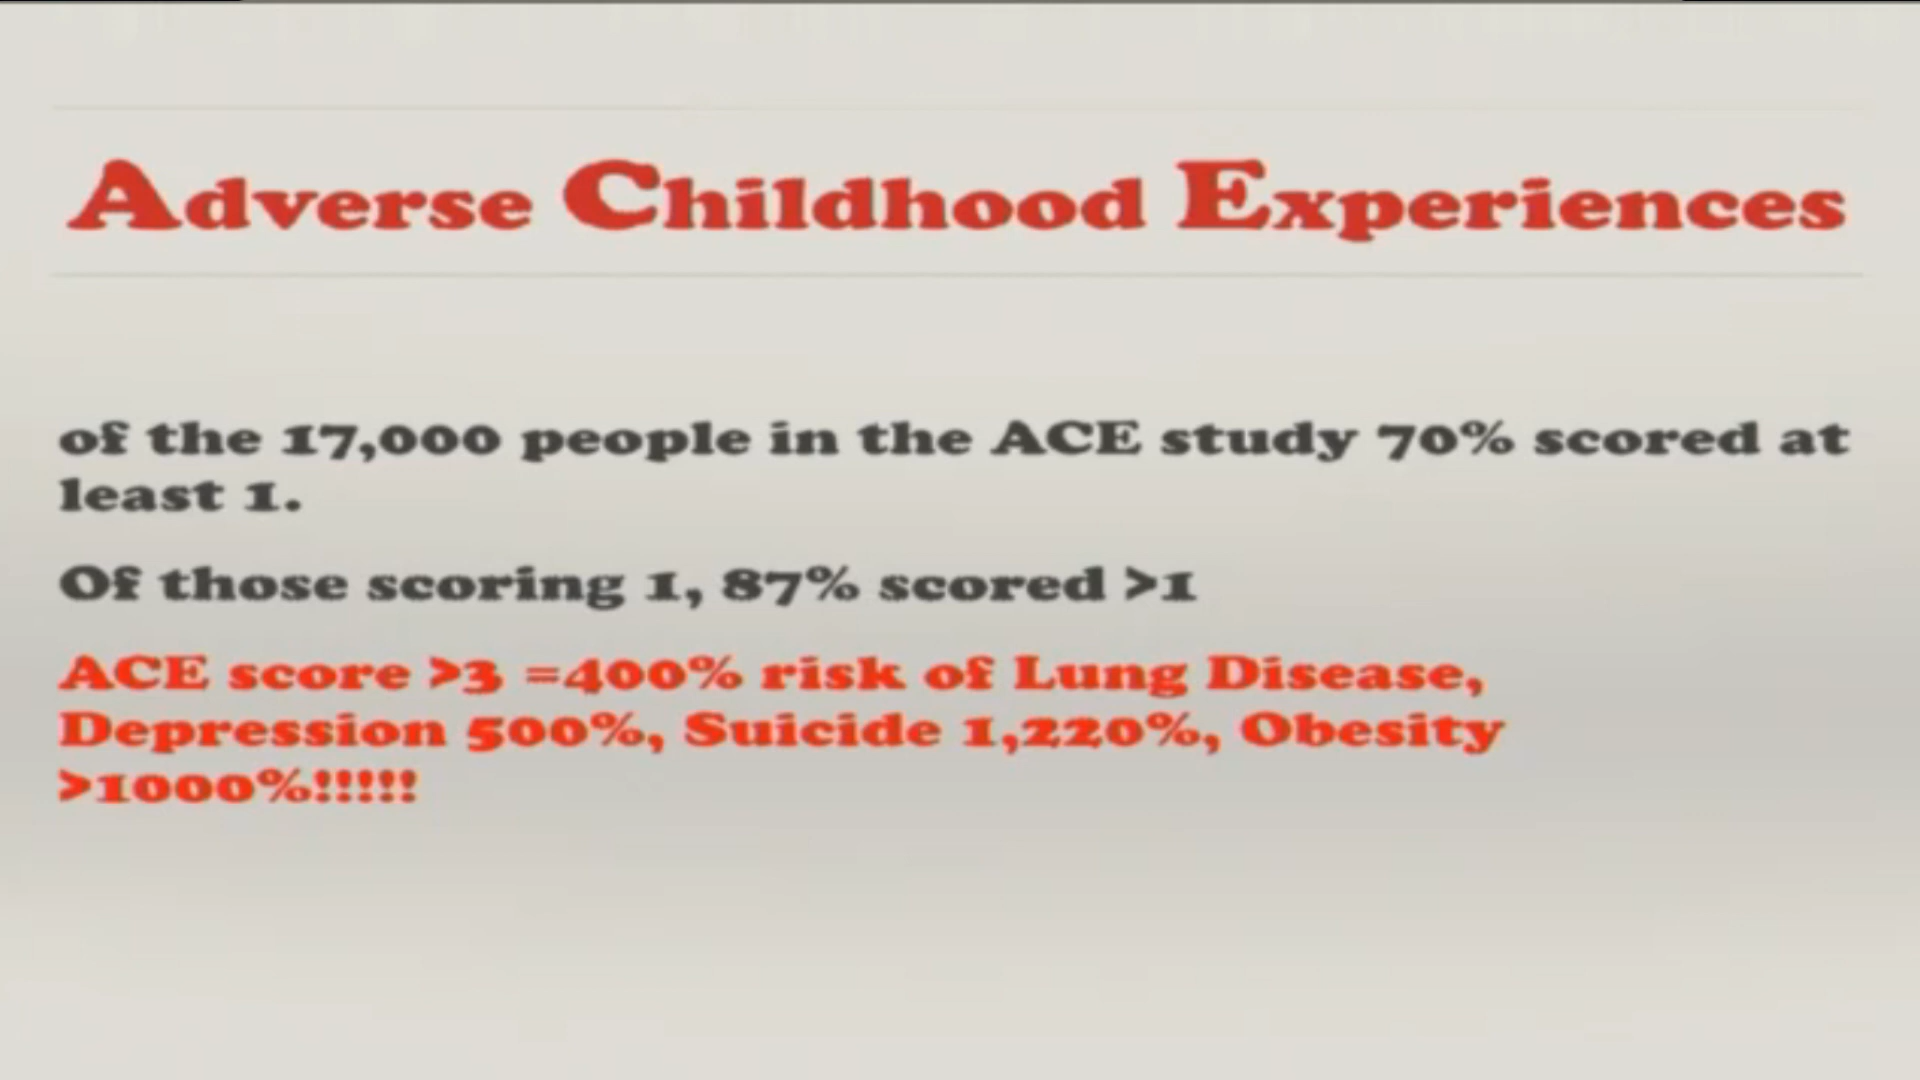 Adverse Childhood Experiences
of the 17,000 people in the ACE study 70% scored at
least 1.
Of those scoring 1, 87% scored >1
ACE score >3 =400% risk of Lung Disease,
Depression 500%, Suicide 1,220%, Obesity
>1000%!!!!!